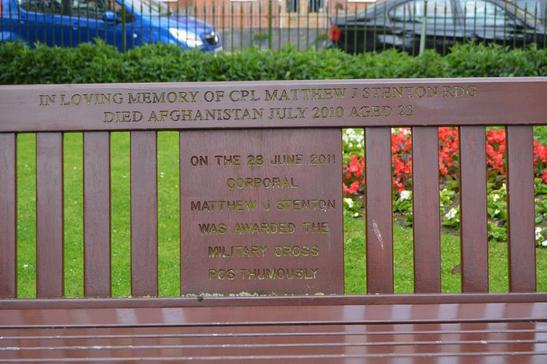 IN LOVING MEMORY OF CPL MATTHEW J STENTON RDG
DIED AFGHANISTAN JULY 2010 AGED 23
ON THE 28 JUNE 2011
CORPORAL
MATTHEW J STENTON
WAS AWARDED THE
MILITARY CROSS
POSTHUMOUSLY